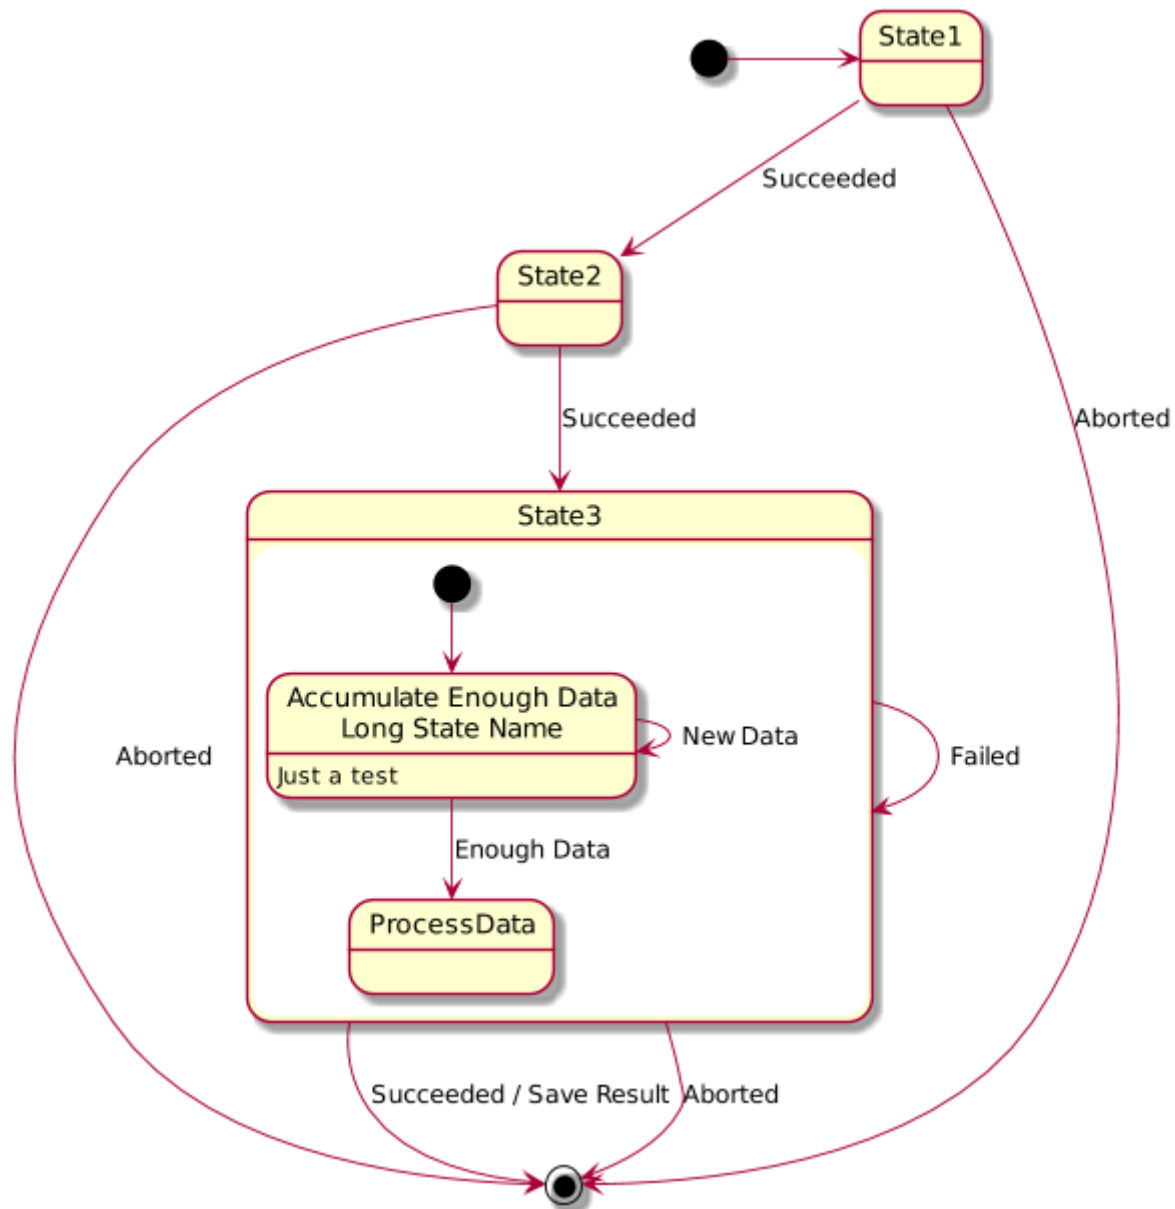 State1
Succeeded
State2
Succeeded
Aborted
State3
Accumulate Enough Data
Long State Name
New Data
Just a test
Aborted
Failed
Enough Data
ProcessData
Succeeded / Save Result
Aborted